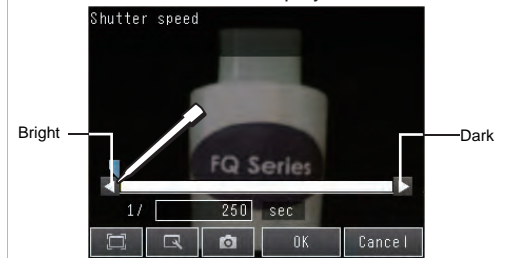 Shutter speed
Bright
Dark
FQ Series
1/ 250 sec
OK Cancel